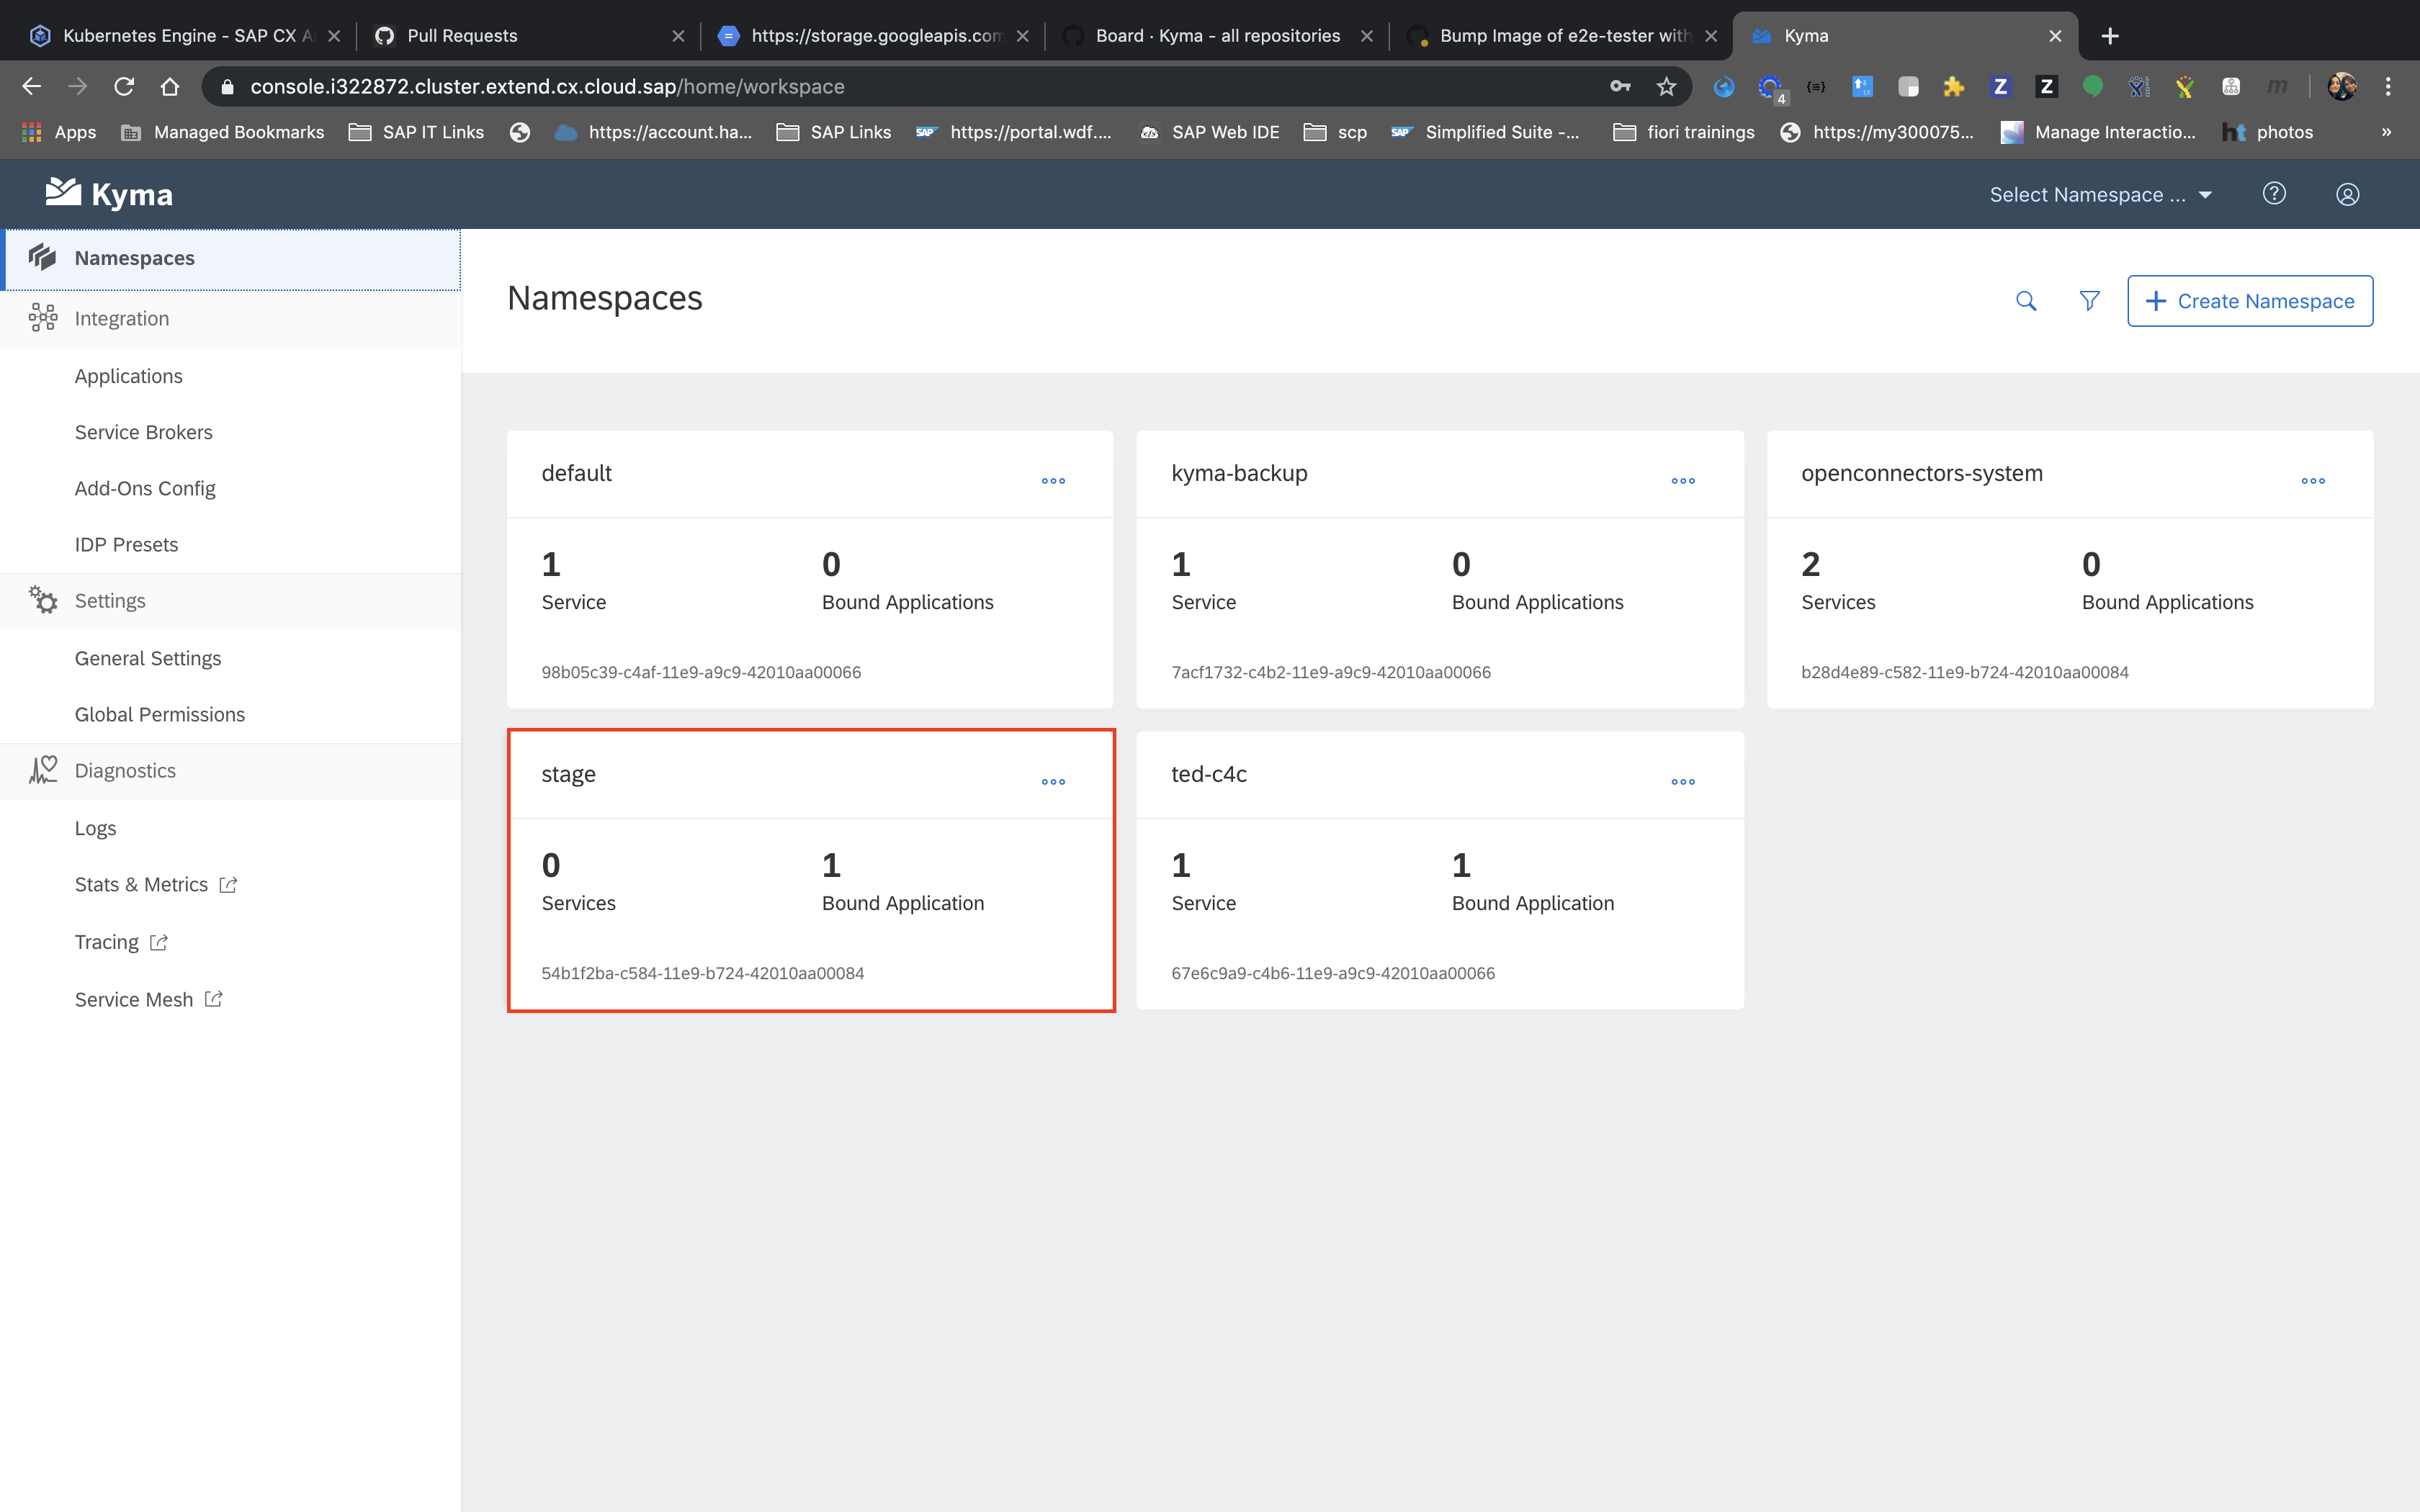 Kubernetes Engine - SAP CX A
Pull Requests
https://storage.googleapis.com
Board · Kyma - all repositories
Bump Image of e2e-tester with
Kyma
console.i322872.cluster.extend.cx.cloud.sap/home/workspace
4
Apps
Managed Bookmarks
SAP IT Links
https://account.ha...
SAP Links
SAP https://portal.wdf....
SAP Web IDE
scp
SAP Simplified Suite -...
fiori trainings
https://my300075...
Manage Interactio...
ht photos
»
Kyma
Select Namespace ...
Namespaces
Integration
Applications
Service Brokers
Add-Ons Config
IDP Presets
Settings
General Settings
Global Permissions
Diagnostics
Logs
Stats & Metrics
Tracing
Service Mesh
Namespaces
Create Namespace
default
1 0
Service Bound Applications
98b05c39-c4af-11e9-a9c9-42010aa00066
kyma-backup
1 0
Service Bound Applications
7acf1732-c4b2-11e9-a9c9-42010aa00066
openconnectors-system
2 0
Services Bound Applications
b28d4e89-c582-11e9-b724-42010aa00084
stage
0 1
Services Bound Application
54b1f2ba-c584-11e9-b724-42010aa00084
ted-c4c
1 1
Service Bound Application
67e6c9a9-c4b6-11e9-a9c9-42010aa00066